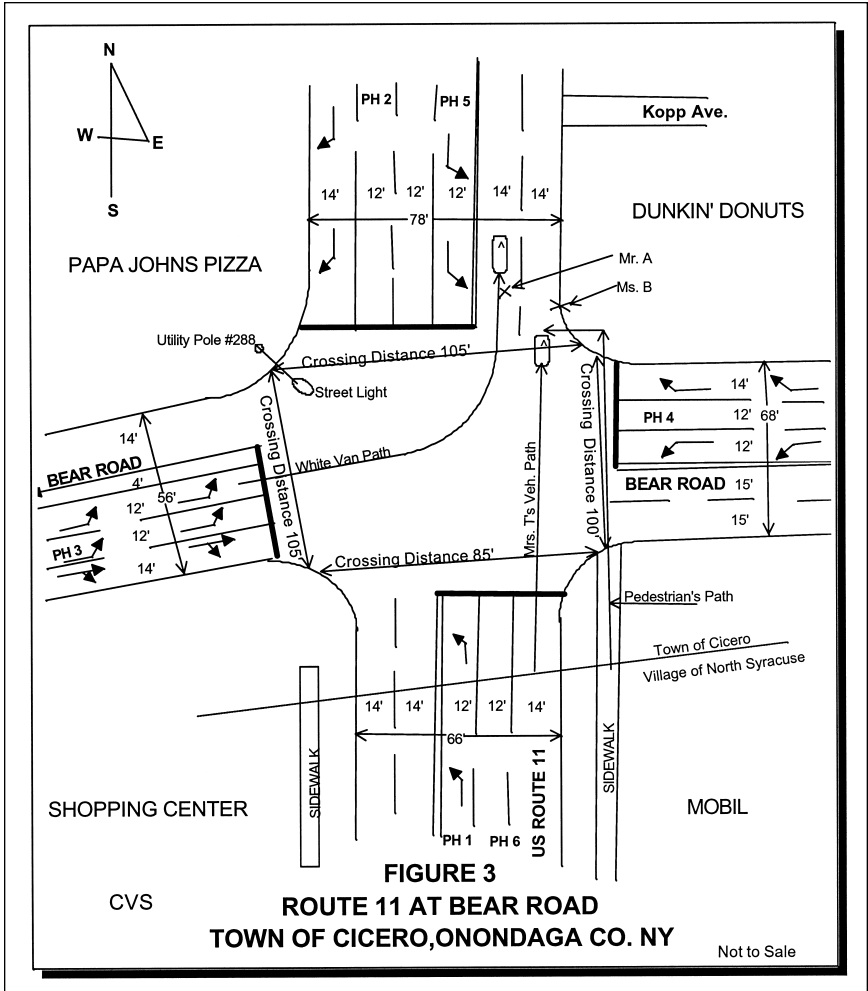 N
W
E
S
PH 2
PH 5
Kopp Ave.
14'
12'
12'
12'
14'
14'
78'
DUNKIN' DONUTS
PAPA JOHNS PIZZA
Mr. A
Ms. B
Utility Pole #288
Street Light
Crossing Distance 105'
Crossing Distance 105'
Crossing Distance 100'
Crossing Distance 85'
White Van Path
Mrs. T's Veh. Path
14'
PH 4
12'
68'
12'
BEAR ROAD
15'
15'
14'
BEAR ROAD
4'
56'
12'
12'
PH 3
14'
Pedestrian's Path
Town of Cicero
Village of North Syracuse
14'
14'
12'
12'
14'
66'
SIDEWALK
US ROUTE 11
SIDEWALK
SHOPPING CENTER
MOBIL
PH 1
PH 6
CVS
FIGURE 3
ROUTE 11 AT BEAR ROAD
TOWN OF CICERO,ONONDAGA CO. NY
Not to Sale